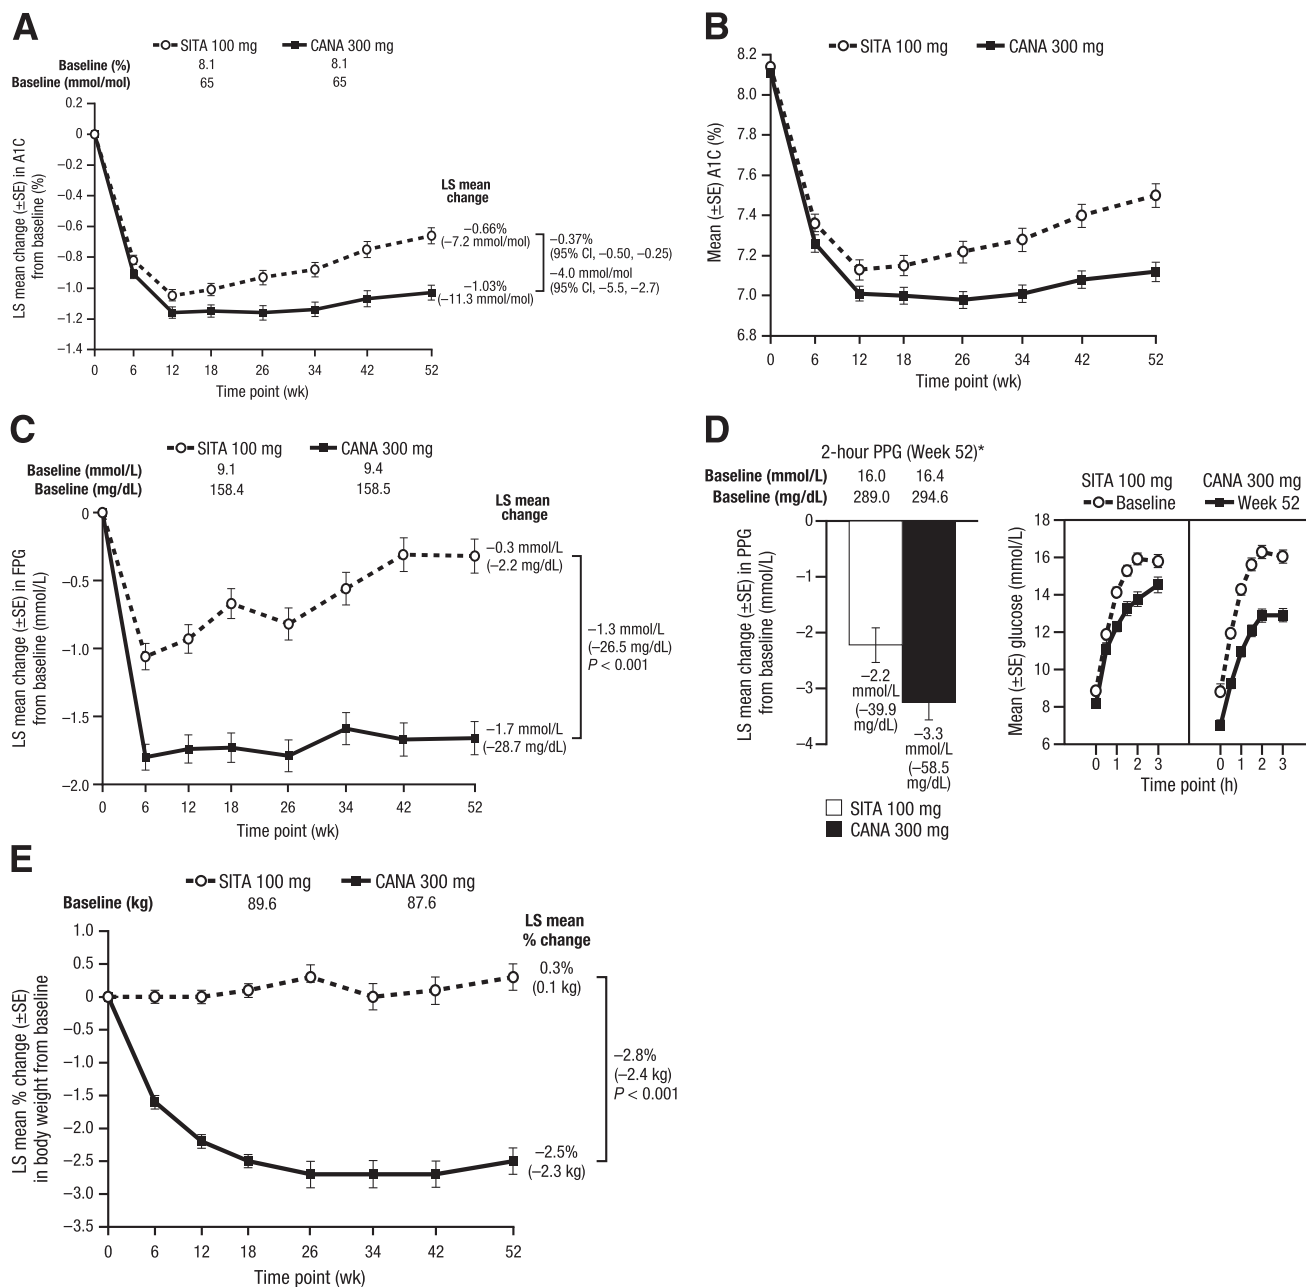 A
SITA 100 mg CANA 300 mg
Baseline (%) 8.1 8.1
Baseline (mmol/mol) 65 65
LS mean change (±SE) in A1C
from baseline (%)
0.2
0
−0.2
−0.4
−0.6
−0.8
−1.0
−1.2
−1.4
0 6 12 18 26 34 42 52
Time point (wk)
LS mean
change
−0.66%
(−7.2 mmol/mol)
−1.03%
(−11.3 mmol/mol)
−0.37%
(95% CI, −0.50, −0.25)
−4.0 mmol/mol
(95% CI, −5.5, −2.7)
B
SITA 100 mg CANA 300 mg
Mean (±SE) A1C (%)
8.2
8.0
7.8
7.6
7.4
7.2
7.0
6.8
0 6 12 18 26 34 42 52
Time point (wk)
C
SITA 100 mg CANA 300 mg
Baseline (mmol/L) 9.1 9.4
Baseline (mg/dL) 158.4 158.5
LS mean change (±SE) in FPG
from baseline (mmol/L)
0
−0.5
−1.0
−1.5
−2.0
0 6 12 18 26 34 42 52
Time point (wk)
LS mean
change
−0.3 mmol/L
(−2.2 mg/dL)
−1.7 mmol/L
(−28.7 mg/dL)
−1.3 mmol/L
(−26.5 mg/dL)
P < 0.001
D
2-hour PPG (Week 52)*
Baseline (mmol/L) 16.0 16.4
Baseline (mg/dL) 289.0 294.6
LS mean change (±SE) in PPG
from baseline (mmol/L)
0
−1
−2
−3
−4
−2.2
mmol/L
(−39.9
mg/dL)
−3.3
mmol/L
(−58.5
mg/dL)
SITA 100 mg
CANA 300 mg
SITA 100 mg CANA 300 mg
Baseline Week 52
Mean (±SE) glucose (mmol/L)
18
16
14
12
10
8
6
0 1 2 3 0 1 2 3
Time point (h)
E
SITA 100 mg CANA 300 mg
Baseline (kg) 89.6 87.6
LS mean % change (±SE)
in body weight from baseline
1.0
0.5
0
−0.5
−1.0
−1.5
−2.0
−2.5
−3.0
−3.5
0 6 12 18 26 34 42 52
Time point (wk)
LS mean
% change
0.3%
(0.1 kg)
−2.5%
(−2.3 kg)
−2.8%
(−2.4 kg)
P < 0.001